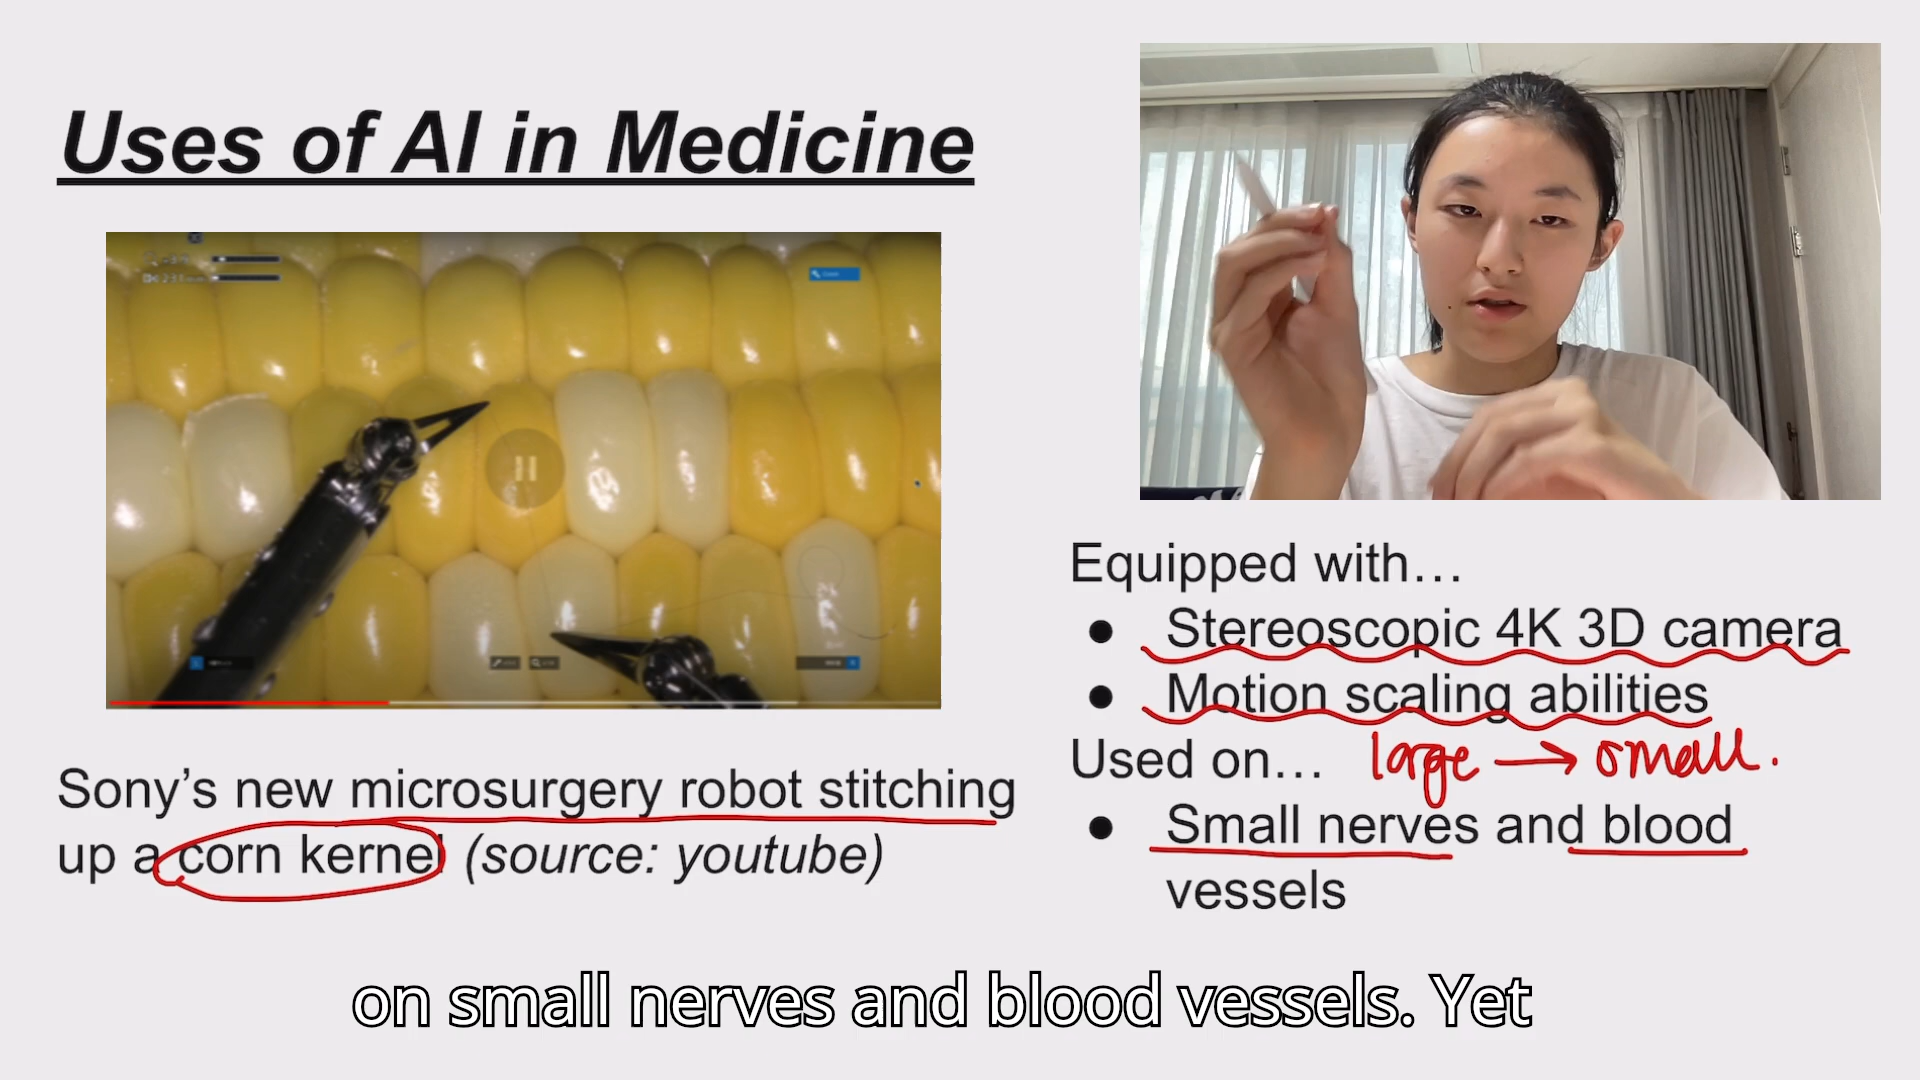 Uses of AI in Medicine
Sony's new microsurgery robot stitching
up a corn kernel (source: youtube)
Equipped with…
● Stereoscopic 4K 3D camera
● Motion scaling abilities
Used on… large → small.
● Small nerves and blood
vessels
on small nerves and blood vessels. Yet